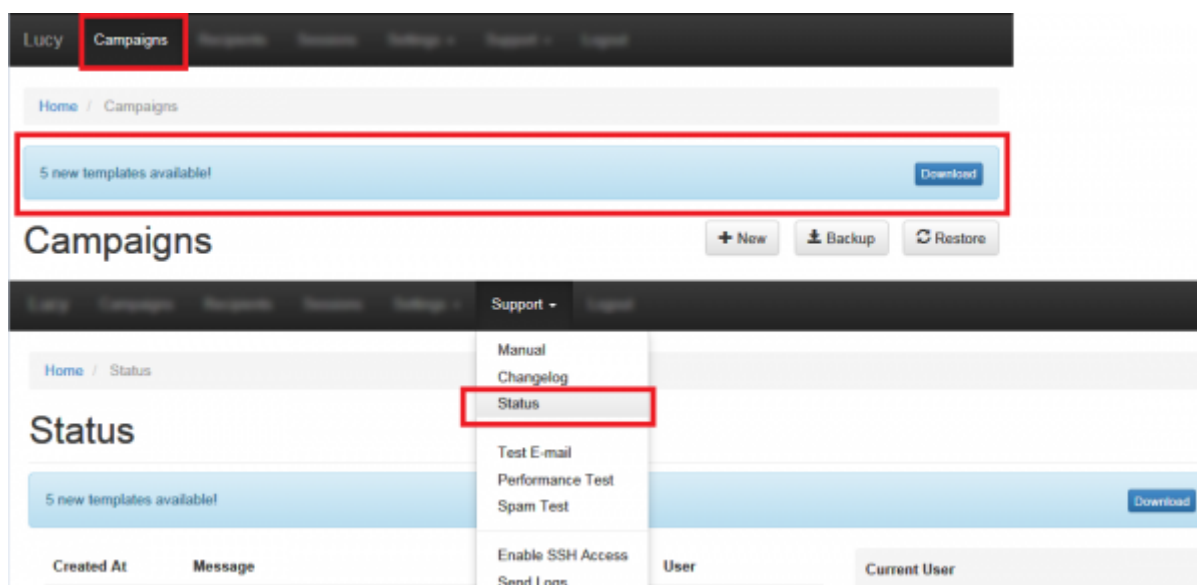 Lucy Campaigns
Home / Campaigns
5 new templates available!
Download
Campaigns
New Backup Restore
Support
Home / Status
Manual
Changelog
Status
Status
Test E-mail
Performance Test
Spam Test
5 new templates available!
Download
Enable SSH Access
Send Logs
Created At Message User Current User